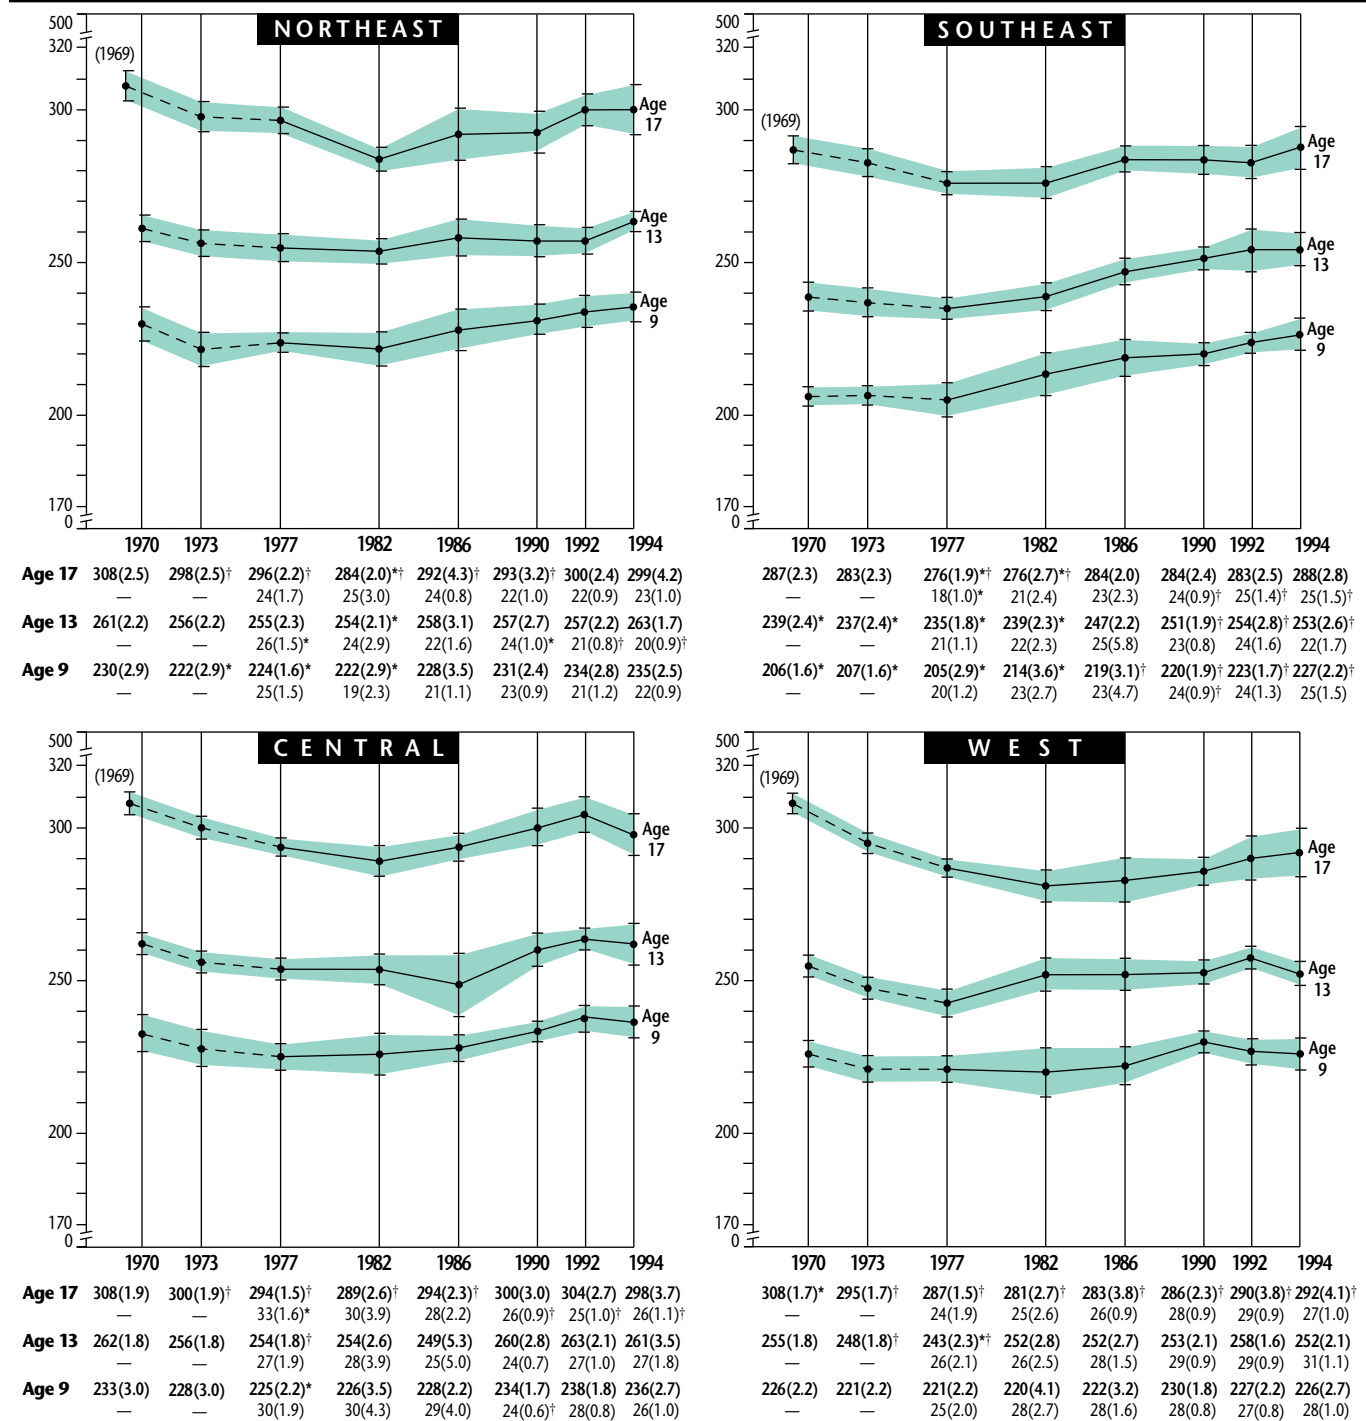 NORTHEAST
500
320
(1969)
300
250
200
170
0
Age
17
Age
13
Age
9
1970 1973 1977 1982 1986 1990 1992 1994
Age 17 308(2.5) 298(2.5)† 296(2.2)† 284(2.0)*† 292(4.3)† 293(3.2)† 300(2.4) 299(4.2)
— — 24(1.7) 25(3.0) 24(0.8) 22(1.0) 22(0.9) 23(1.0)
Age 13 261(2.2) 256(2.2) 255(2.3) 254(2.1)* 258(3.1) 257(2.7) 257(2.2) 263(1.7)
— — 26(1.5)* 24(2.9) 22(1.6) 24(1.0)* 21(0.8)† 20(0.9)†
Age 9 230(2.9) 222(2.9)* 224(1.6)* 222(2.9)* 228(3.5) 231(2.4) 234(2.8) 235(2.5)
— — 25(1.5) 19(2.3) 21(1.1) 23(0.9) 21(1.2) 22(0.9)
SOUTHEAST
500
320
300
(1969)
250
200
170
0
Age
17
Age
13
Age
9
1970 1973 1977 1982 1986 1990 1992 1994
287(2.3) 283(2.3) 276(1.9)*† 276(2.7)*† 284(2.0) 284(2.4) 283(2.5) 288(2.8)
— — 18(1.0)* 21(2.4) 23(2.3) 24(0.9)† 25(1.4)† 25(1.5)†
239(2.4)* 237(2.4)* 235(1.8)* 239(2.3)* 247(2.2) 251(1.9)† 254(2.8)† 253(2.6)†
— — 21(1.1) 22(2.3) 25(5.8) 23(0.8) 24(1.6) 22(1.7)
206(1.6)* 207(1.6)* 205(2.9)* 214(3.6)* 219(3.1)† 220(1.9)† 223(1.7)† 227(2.2)†
— — 20(1.2) 23(2.7) 23(4.7) 24(0.9)† 24(1.3) 25(1.5)
CENTRAL
500
320
(1969)
300
250
200
170
0
Age
17
Age
13
Age
9
1970 1973 1977 1982 1986 1990 1992 1994
Age 17 308(1.9) 300(1.9)† 294(1.5)† 289(2.6)† 294(2.3)† 300(3.0) 304(2.7) 298(3.7)
— — 33(1.6)* 30(3.9) 28(2.2) 26(0.9)† 25(1.0)† 26(1.1)†
Age 13 262(1.8) 256(1.8) 254(1.8)† 254(2.6) 249(5.3) 260(2.8) 263(2.1) 261(3.5)
— — 27(1.9) 28(3.9) 25(5.0) 24(0.7) 27(1.0) 27(1.8)
Age 9 233(3.0) 228(3.0) 225(2.2)* 226(3.5) 228(2.2) 234(1.7) 238(1.8) 236(2.7)
— — 30(1.9) 30(4.3) 29(4.0) 24(0.6)† 28(0.8) 26(1.0)
WEST
500
320
(1969)
300
250
200
170
0
Age
17
Age
13
Age
9
1970 1973 1977 1982 1986 1990 1992 1994
308(1.7)* 295(1.7)† 287(1.5)† 281(2.7)† 283(3.8)† 286(2.3)† 290(3.8)† 292(4.1)†
— — 24(1.9) 25(2.6) 26(0.9) 28(0.9) 29(0.9) 27(1.0)
255(1.8) 248(1.8)† 243(2.3)*† 252(2.8) 252(2.7) 253(2.1) 258(1.6) 252(2.1)
— — 26(2.1) 26(2.5) 28(1.5) 29(0.9) 29(0.9) 31(1.1)
226(2.2) 221(2.2) 221(2.2) 220(4.1) 222(3.2) 230(1.8) 227(2.2) 226(2.7)
— — 25(2.0) 28(2.7) 28(1.6) 28(0.8) 27(0.8) 28(1.0)